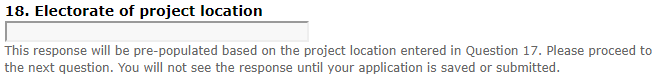 18. Electorate of project location
This response will be pre-populated based on the project location entered in Question 17. Please proceed to
the next question. You will not see the response until your application is saved or submitted.